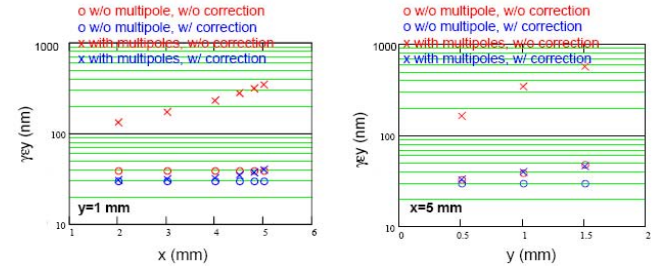 o w/o multipole, w/o correction
o w/o multipole, w/ correction
x with multipoles, w/o correction
x with multipoles, w/ correction
1000
100
10
γεy (nm)
y=1 mm
1 2 3 4 5 6
x (mm)
o w/o multipole, w/o correction
o w/o multipole, w/ correction
x with multipoles, w/o correction
x with multipoles, w/ correction
1000
100
10
γεy (nm)
x=5 mm
0 0.5 1 1.5 2
y (mm)